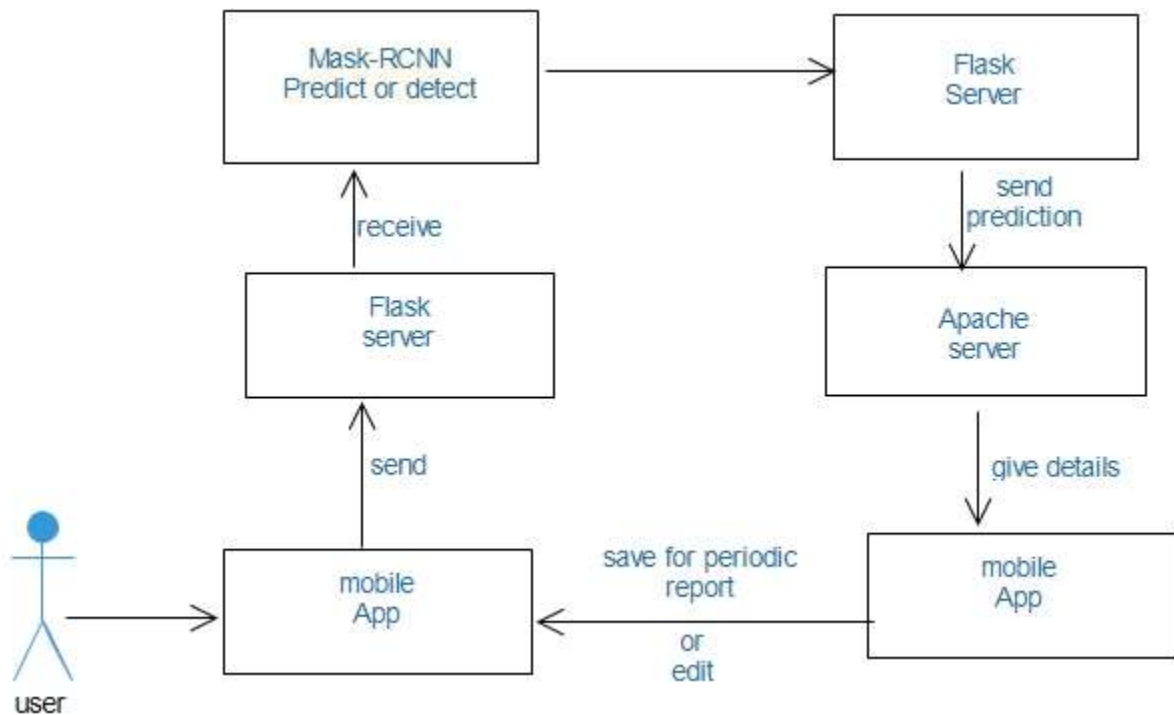 Mask-RCNN
Predict or detect
Flask
Server
receive
send
prediction
Flask
server
Apache
server
send
give details
mobile
App
save for periodic
report
or
edit
mobile
App
user